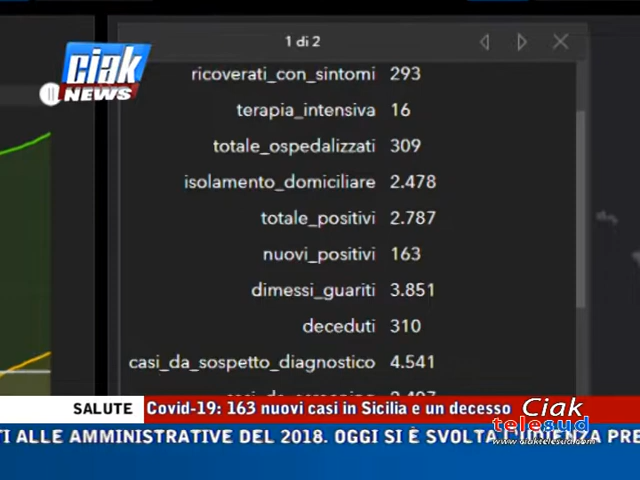 1 di 2
ciak
NEWS
ricoverati_con_sintomi 293
terapia_intensiva 16
totale_ospedalizzati 309
isolamento_domiciliare 2.478
totale_positivi 2.787
nuovi_positivi 163
dimessi_guariti 3.851
deceduti 310
casi_da_sospetto_diagnostico 4.541
SALUTE Covid-19: 163 nuovi casi in Sicilia e un decesso
Ciak
telesud
www.ciaktelesud.com
TI ALLE AMMINISTRATIVE DEL 2018. OGGI SI È SVOLTA L'UDIENZA PRE